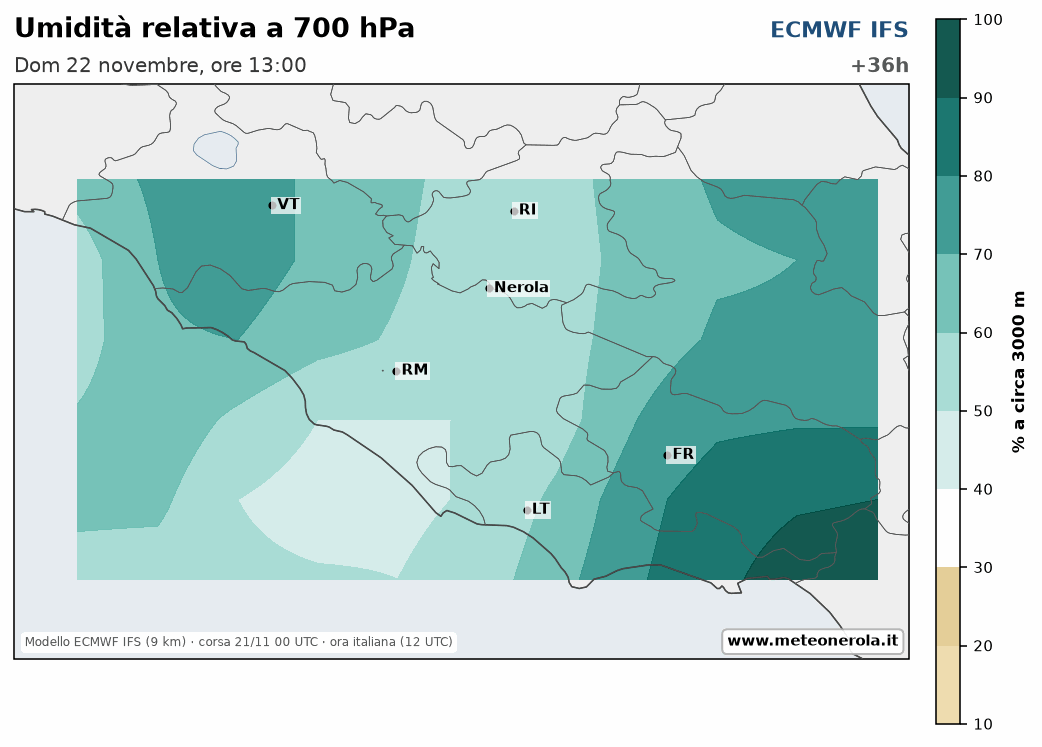 Umidità relativa a 700 hPa
ECMWF IFS
Dom 22 novembre, ore 13:00
+36h
100
90
80
70
60
50
40
30
20
10
% a circa 3000 m
VT
RI
Nerola
RM
FR
LT
Modello ECMWF IFS (9 km) · corsa 21/11 00 UTC · ora italiana (12 UTC)
www.meteonerola.it